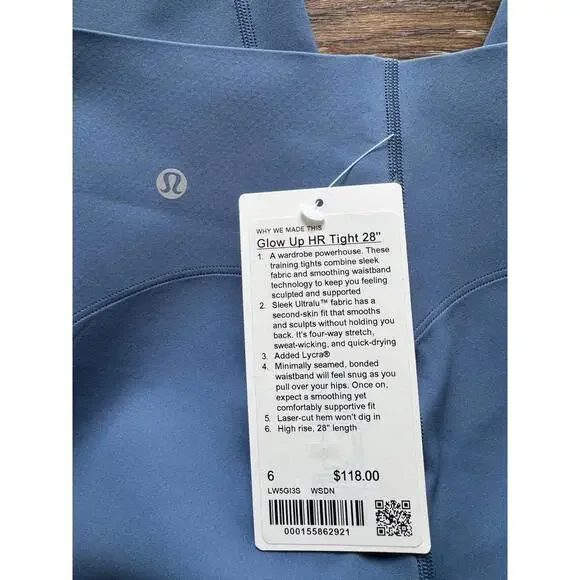 WHY WE MADE THIS
Glow Up HR Tight 28"
1. A wardrobe powerhouse. These
training tights combine sleek
fabric and smoothing waistband
technology to keep you feeling
sculpted and supported
2. Sleek Ultralu™ fabric has a
second-skin fit that smooths
and sculpts without holding you
back. It's four-way stretch,
sweat-wicking, and quick-drying
3. Added Lycra®
4. Minimally seamed, bonded
waistband will feel snug as you
pull over your hips. Once on,
expect a smoothing yet
comfortably supportive fit
5. Laser-cut hem won't dig in
6. High rise, 28" length
6 $118.00
LW5GI3S WSDN
000155862921